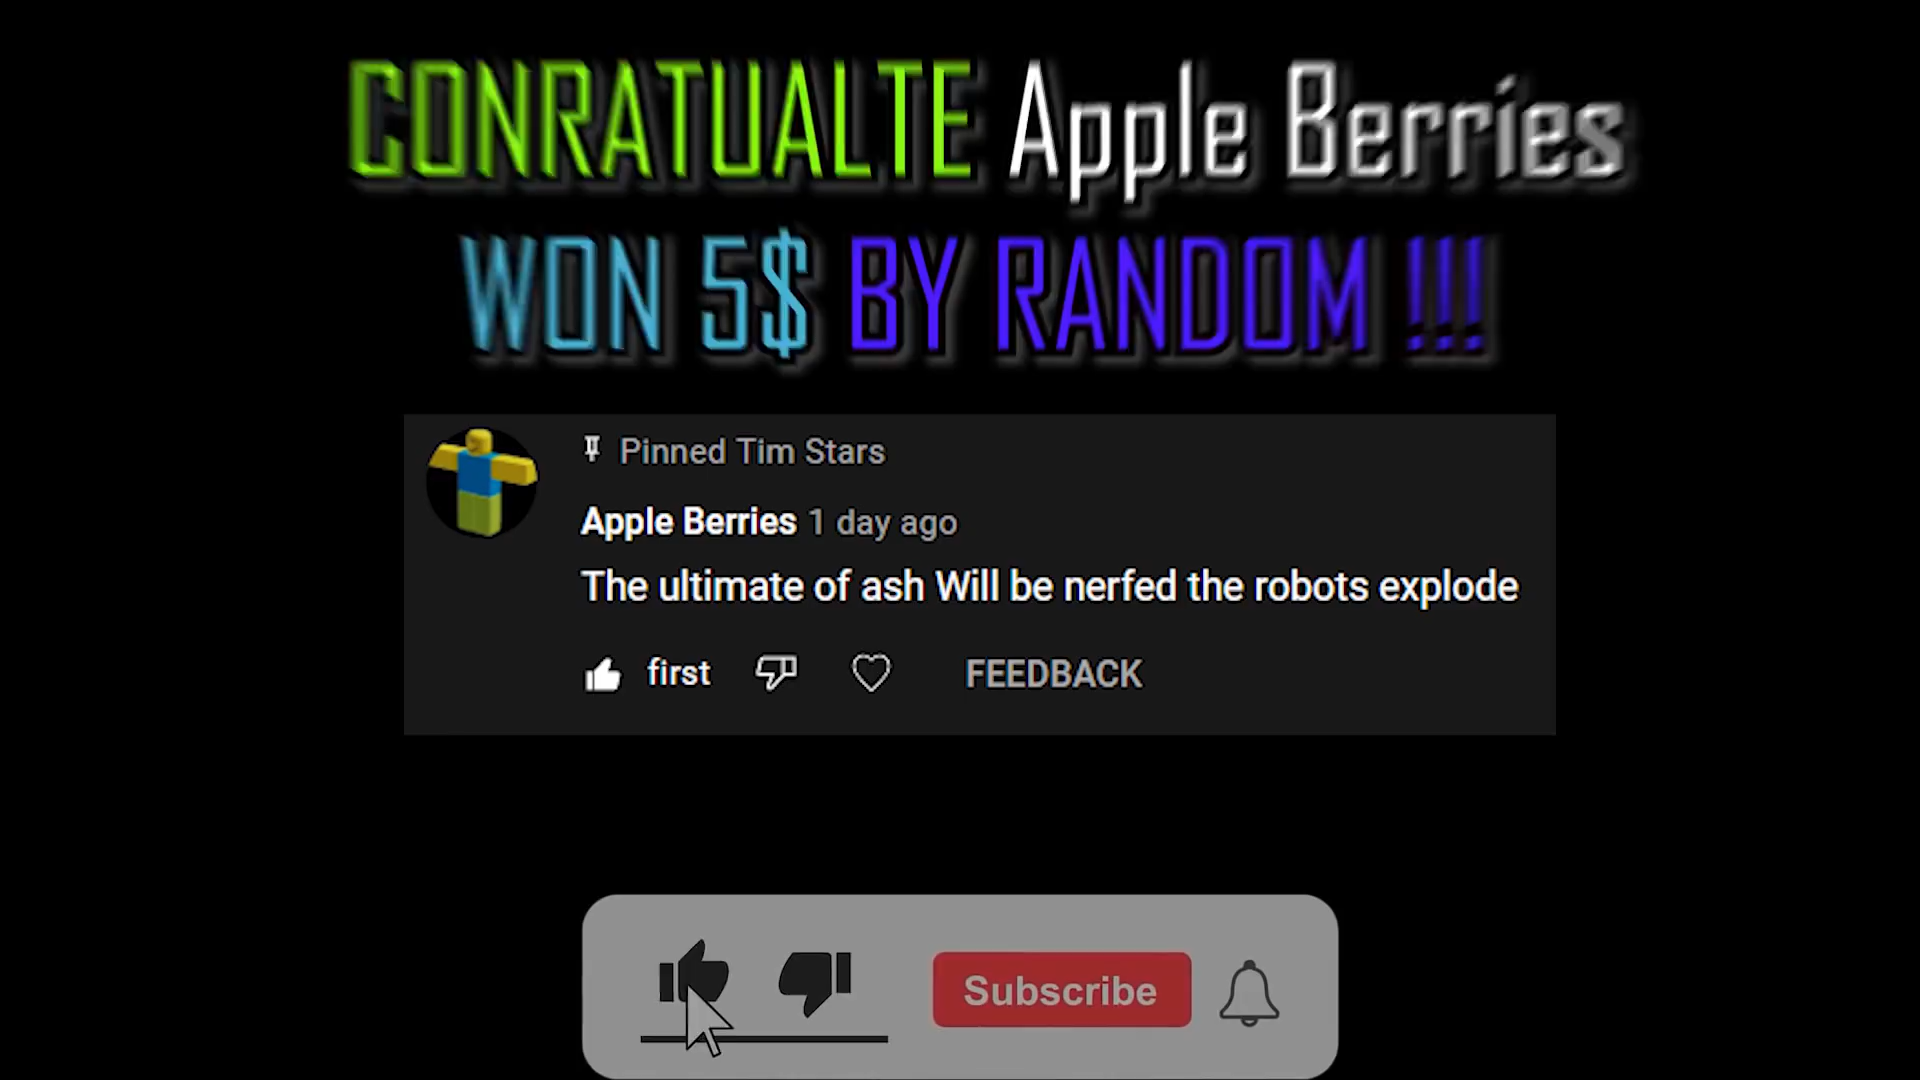 CONRATUALTE Apple Berries
WON 5$ BY RANDOM !!!
Pinned Tim Stars
Apple Berries 1 day ago
The ultimate of ash Will be nerfed the robots explode
first FEEDBACK
Subscribe